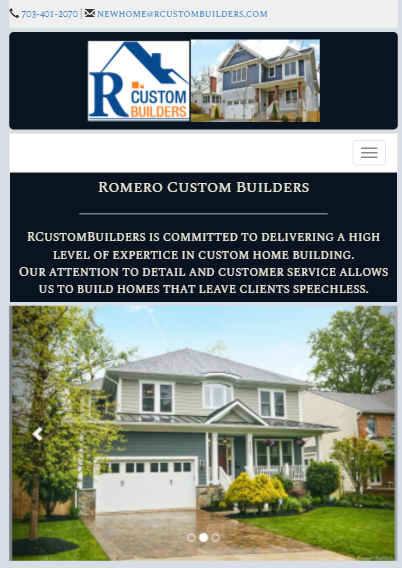 703-401-2070 | newhome@rcustombuilders.com
R CUSTOM
BUILDERS
Romero Custom Builders
RCustomBuilders is committed to delivering a high
level of expertice in custom home building.
Our attention to detail and customer service allows
us to build homes that leave clients speechless.